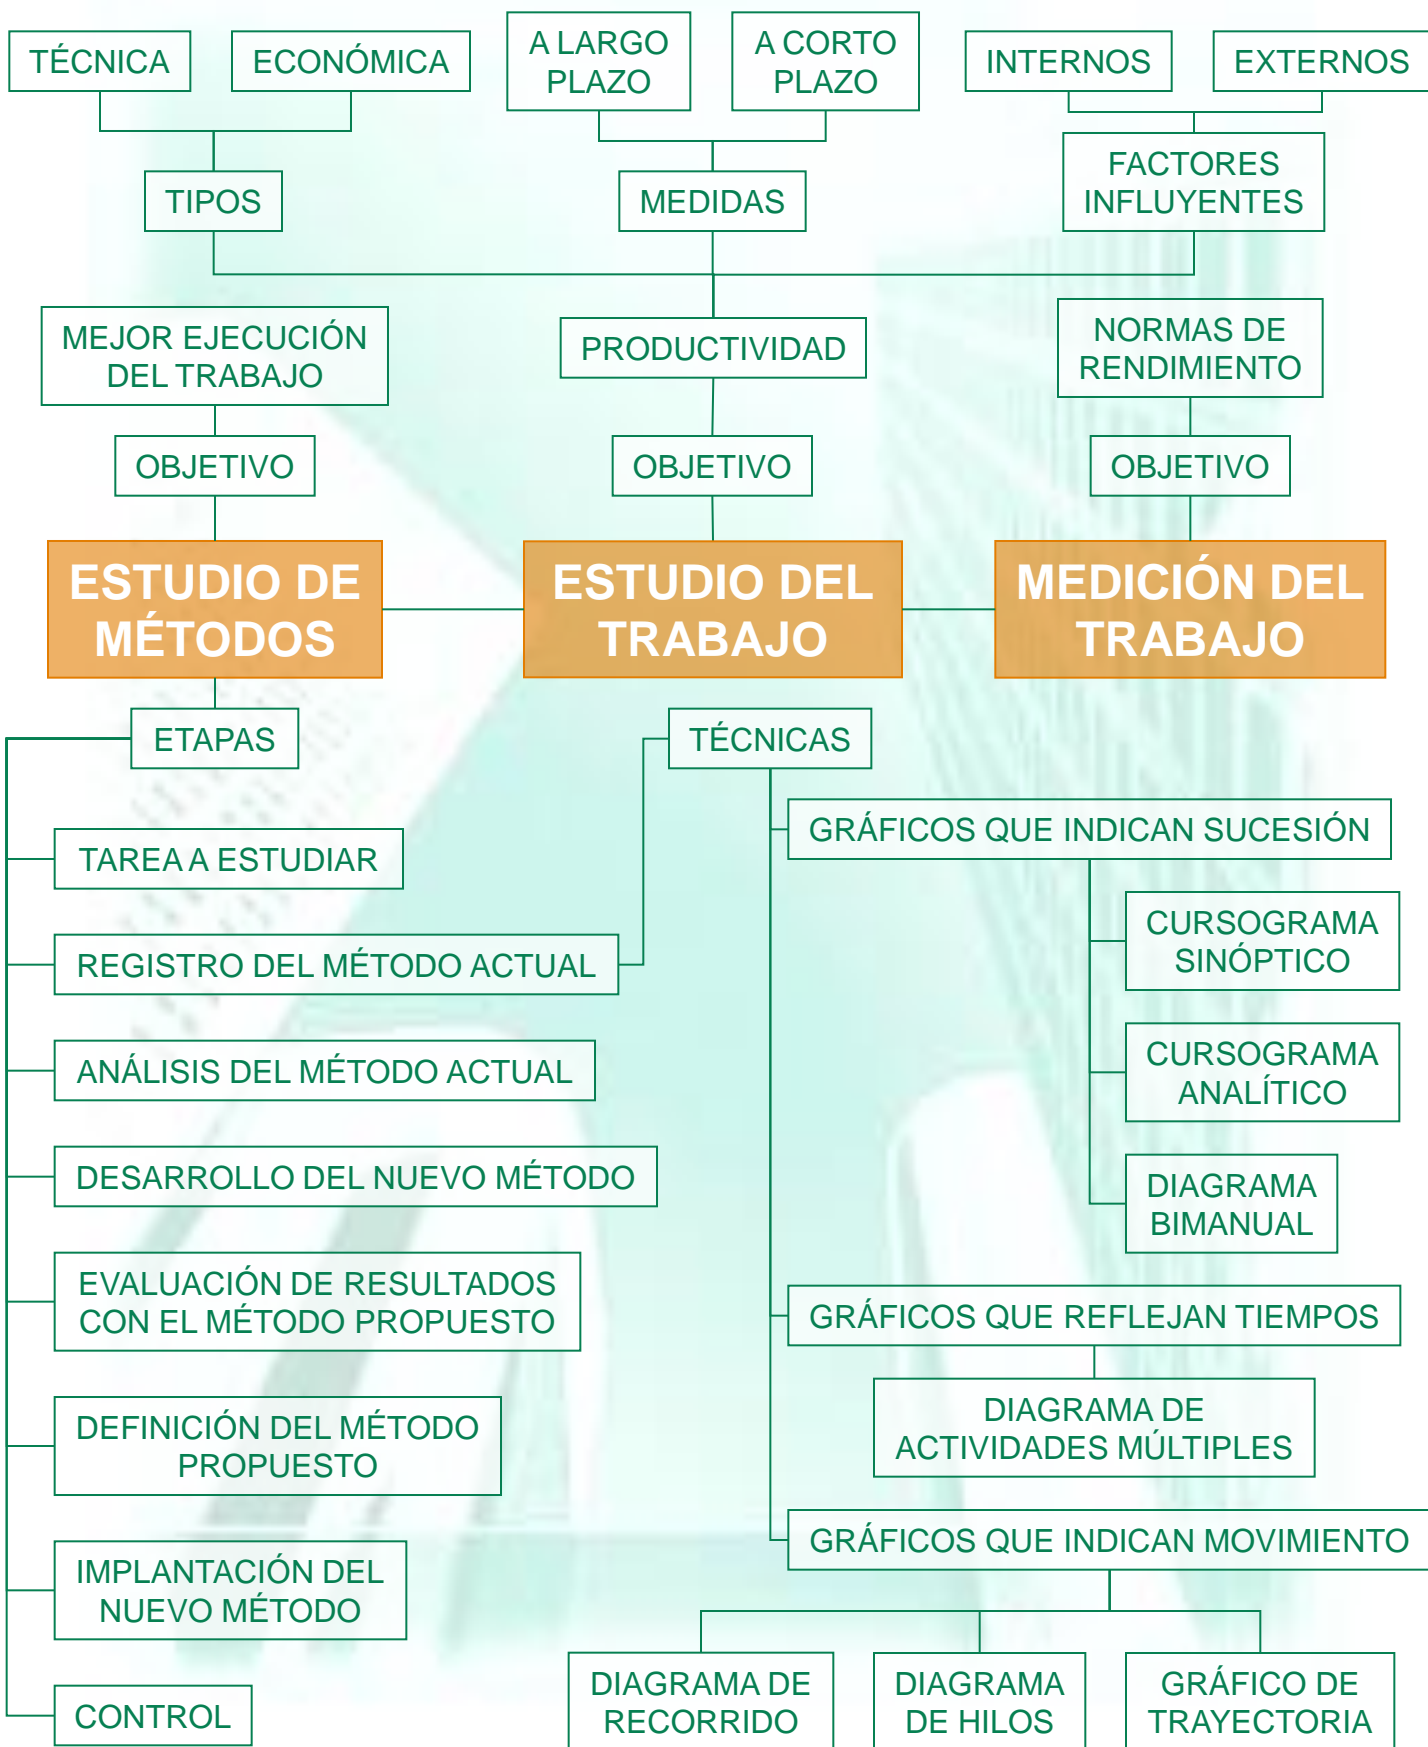 TÉCNICA
ECONÓMICA
A LARGO
PLAZO
A CORTO
PLAZO
INTERNOS
EXTERNOS
TIPOS
MEDIDAS
FACTORES
INFLUYENTES
MEJOR EJECUCIÓN
DEL TRABAJO
PRODUCTIVIDAD
NORMAS DE
RENDIMIENTO
OBJETIVO
OBJETIVO
OBJETIVO
ESTUDIO DE
MÉTODOS
ESTUDIO DEL
TRABAJO
MEDICIÓN DEL
TRABAJO
ETAPAS
TAREA A ESTUDIAR
REGISTRO DEL MÉTODO ACTUAL
ANÁLISIS DEL MÉTODO ACTUAL
DESARROLLO DEL NUEVO MÉTODO
EVALUACIÓN DE RESULTADOS
CON EL MÉTODO PROPUESTO
DEFINICIÓN DEL MÉTODO
PROPUESTO
IMPLANTACIÓN DEL
NUEVO MÉTODO
CONTROL
TÉCNICAS
GRÁFICOS QUE INDICAN SUCESIÓN
CURSOGRAMA
SINÓPTICO
CURSOGRAMA
ANALÍTICO
DIAGRAMA
BIMANUAL
GRÁFICOS QUE REFLEJAN TIEMPOS
DIAGRAMA DE
ACTIVIDADES MÚLTIPLES
GRÁFICOS QUE INDICAN MOVIMIENTO
DIAGRAMA DE
RECORRIDO
DIAGRAMA
DE HILOS
GRÁFICO DE
TRAYECTORIA